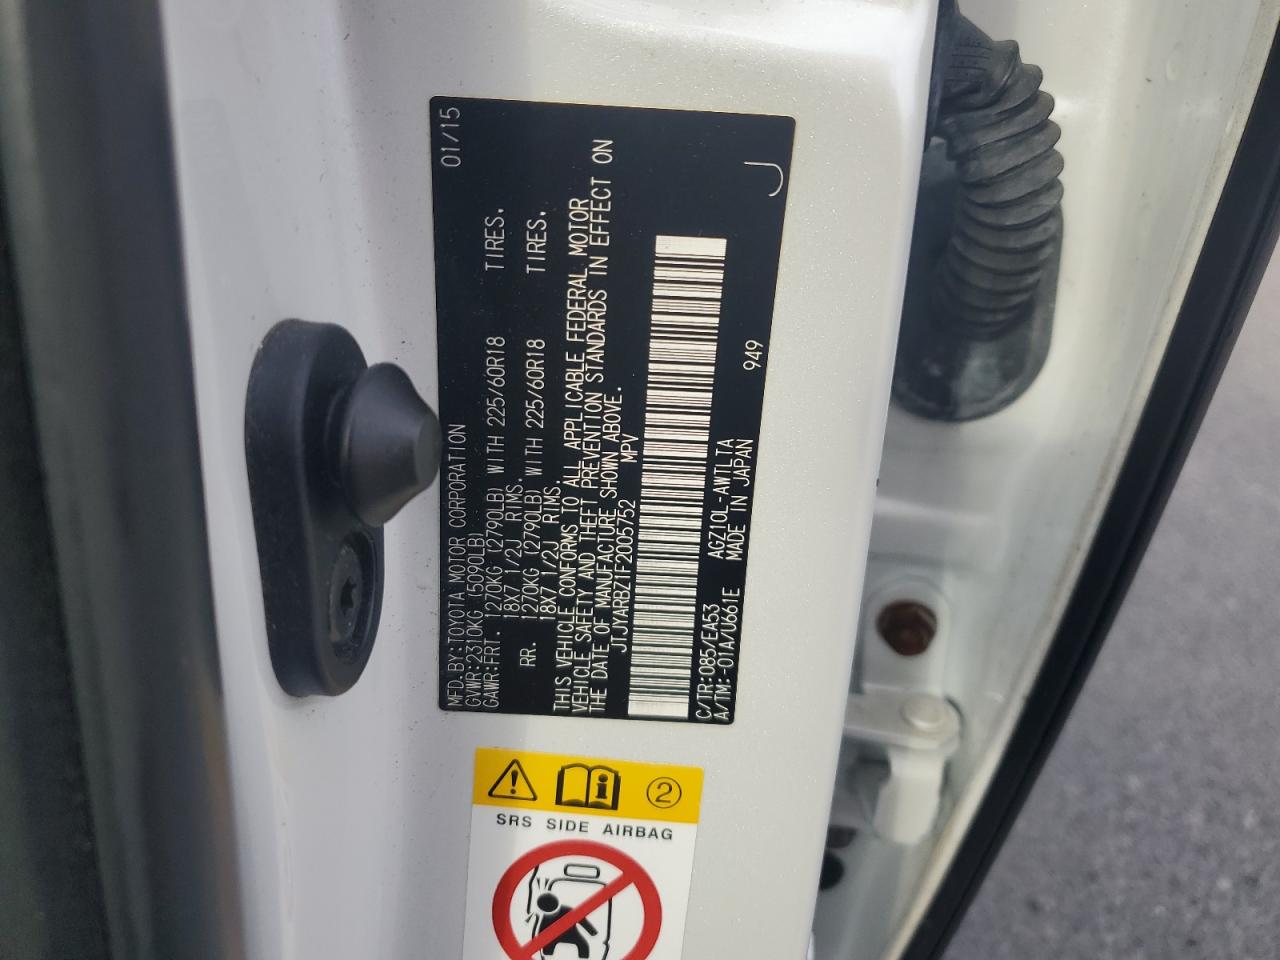 MFD. BY:TOYOTA MOTOR CORPORATION 01/15
GVWR:2310KG (5090LB)
GAWR:FRT. 1270KG (2790LB) WITH 225/60R18 TIRES.
18X7 1/2J RIMS.
RR. 1270KG (2790LB) WITH 225/60R18 TIRES.
18X7 1/2J RIMS.
THIS VEHICLE CONFORMS TO ALL APPLICABLE FEDERAL MOTOR
VEHICLE SAFETY AND THEFT PREVENTION STANDARDS IN EFFECT ON
THE DATE OF MANUFACTURE SHOWN ABOVE.
JTJYARBZ1F2005752 MPV
C/TR:085/EA53 AGZ10L-AWTLTA
A/TM:-01A/U661E MADE IN JAPAN 949 J
2
SRS SIDE AIRBAG